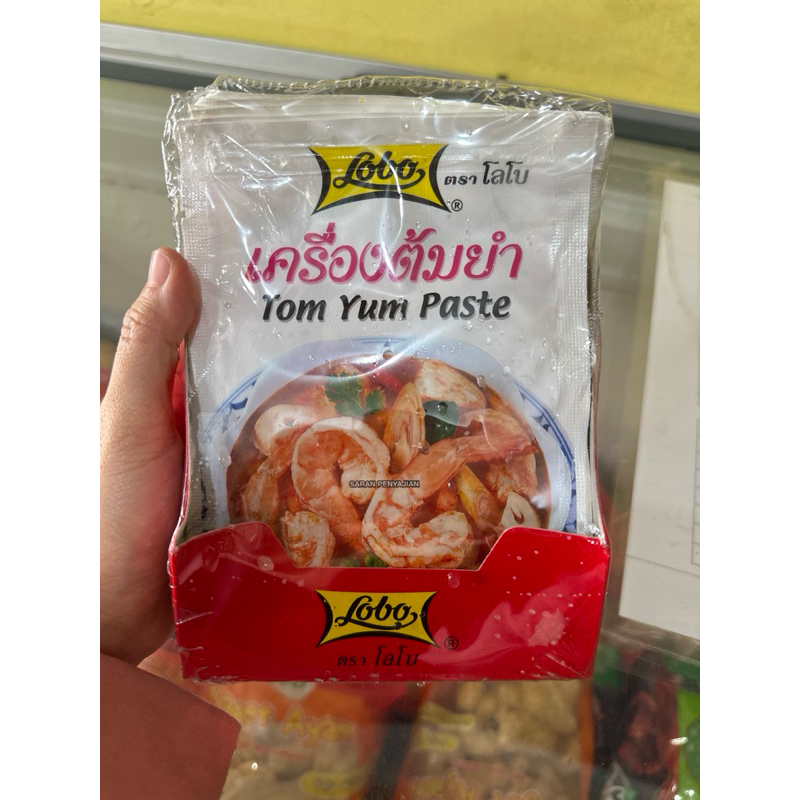 Lobo ตรา โลโบ
®
เครื่องต้มยำ
Tom Yum Paste
SARAN PENYAJIAN
Lobo
®
ตรา โลโบ